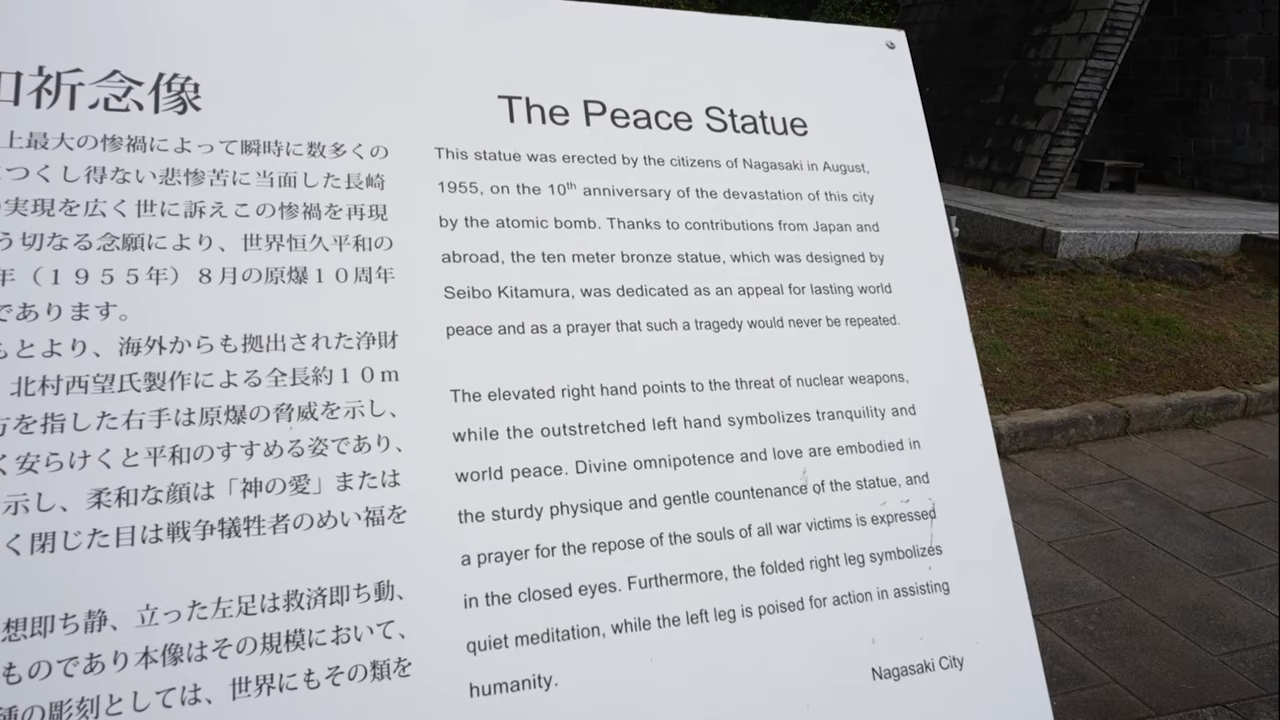 和祈念像
上最大の惨禍によって瞬時に数多くの
つくし得ない悲惨苦に当面した長崎
実現を広く世に訴えこの惨禍を再現
う切なる念願により、世界恒久平和の
年（１９５５年）８月の原爆１０周年
であります。
もとより、海外からも拠出された浄財
北村西望氏製作による全長約１０ｍ
方を指した右手は原爆の脅威を示し、
く安らけくと平和のすすめる姿であり、
示し、柔和な顔は「神の愛」または
く閉じた目は戦争犠牲者のめい福を
想即ち静、立った左足は救済即ち動、
ものであり本像はその規模において、
種の彫刻としては、世界にもその類を
The Peace Statue
This statue was erected by the citizens of Nagasaki in August,
1955, on the 10th anniversary of the devastation of this city
by the atomic bomb. Thanks to contributions from Japan and
abroad, the ten meter bronze statue, which was designed by
Seibo Kitamura, was dedicated as an appeal for lasting world
peace and as a prayer that such a tragedy would never be repeated.
The elevated right hand points to the threat of nuclear weapons,
while the outstretched left hand symbolizes tranquility and
world peace. Divine omnipotence and love are embodied in
the sturdy physique and gentle countenance of the statue, and
a prayer for the repose of the souls of all war victims is expressed
in the closed eyes. Furthermore, the folded right leg symbolizes
quiet meditation, while the left leg is poised for action in assisting
humanity.
Nagasaki City